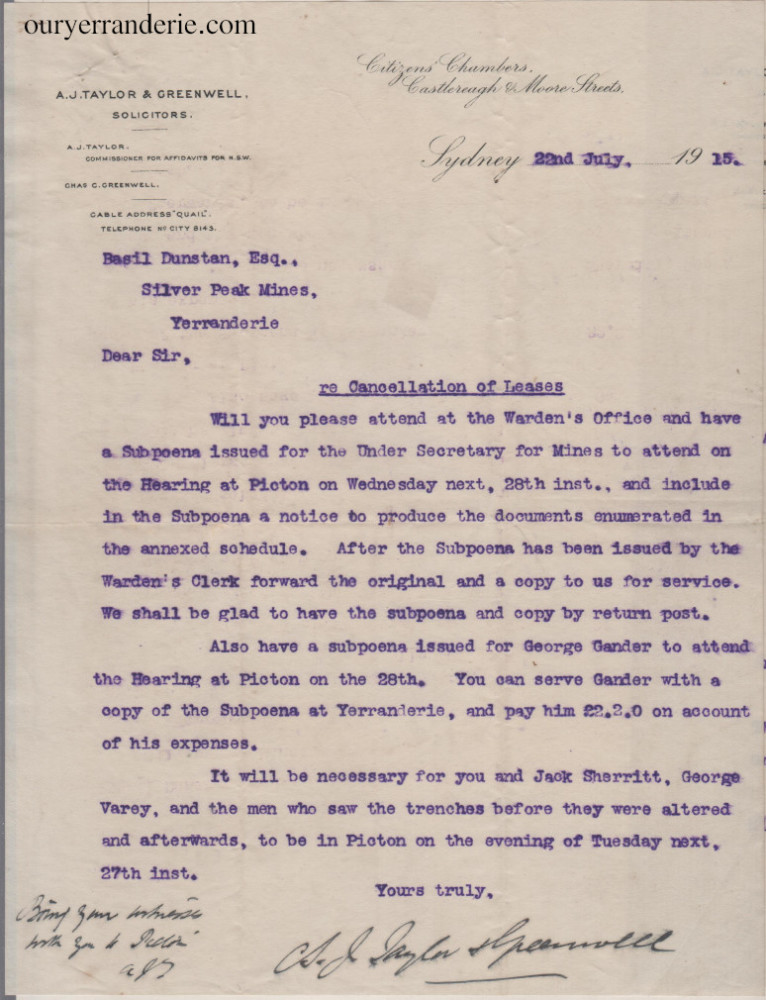 ouryerranderie.com
Citizens' Chambers,
Castlereagh & Moore Streets,
A.J. TAYLOR & GREENWELL,
SOLICITORS.
A.J. TAYLOR.
COMMISSIONER FOR AFFIDAVITS FOR N.S.W.
CHAS C. GREENWELL.
CABLE ADDRESS "QUAIL".
TELEPHONE Nº CITY 8143.
Sydney 22nd July, 1915.
Basil Dunstan, Esq.,
Silver Peak Mines,
Yerranderie
Dear Sir,
re Cancellation of Leases
Will you please attend at the Warden's Office and have
a Subpoena issued for the Under Secretary for Mines to attend on
the Hearing at Picton on Wednesday next, 28th inst., and include
in the Subpoena a notice to produce the documents enumerated in
the annexed schedule. After the Subpoena has been issued by the
Warden's Clerk forward the original and a copy to us for service.
We shall be glad to have the subpoena and copy by return post.
Also have a subpoena issued for George Gander to attend
the Hearing at Picton on the 28th. You can serve Gander with a
copy of the Subpoena at Yerranderie, and pay him £2.2.0 on account
of his expenses.
It will be necessary for you and Jack Sherritt, George
Varey, and the men who saw the trenches before they were altered
and afterwards, to be in Picton on the evening of Tuesday next,
27th inst.
Yours truly,
Bring your witnesses
with you to Picton
AJT
A.J. Taylor & Greenwell